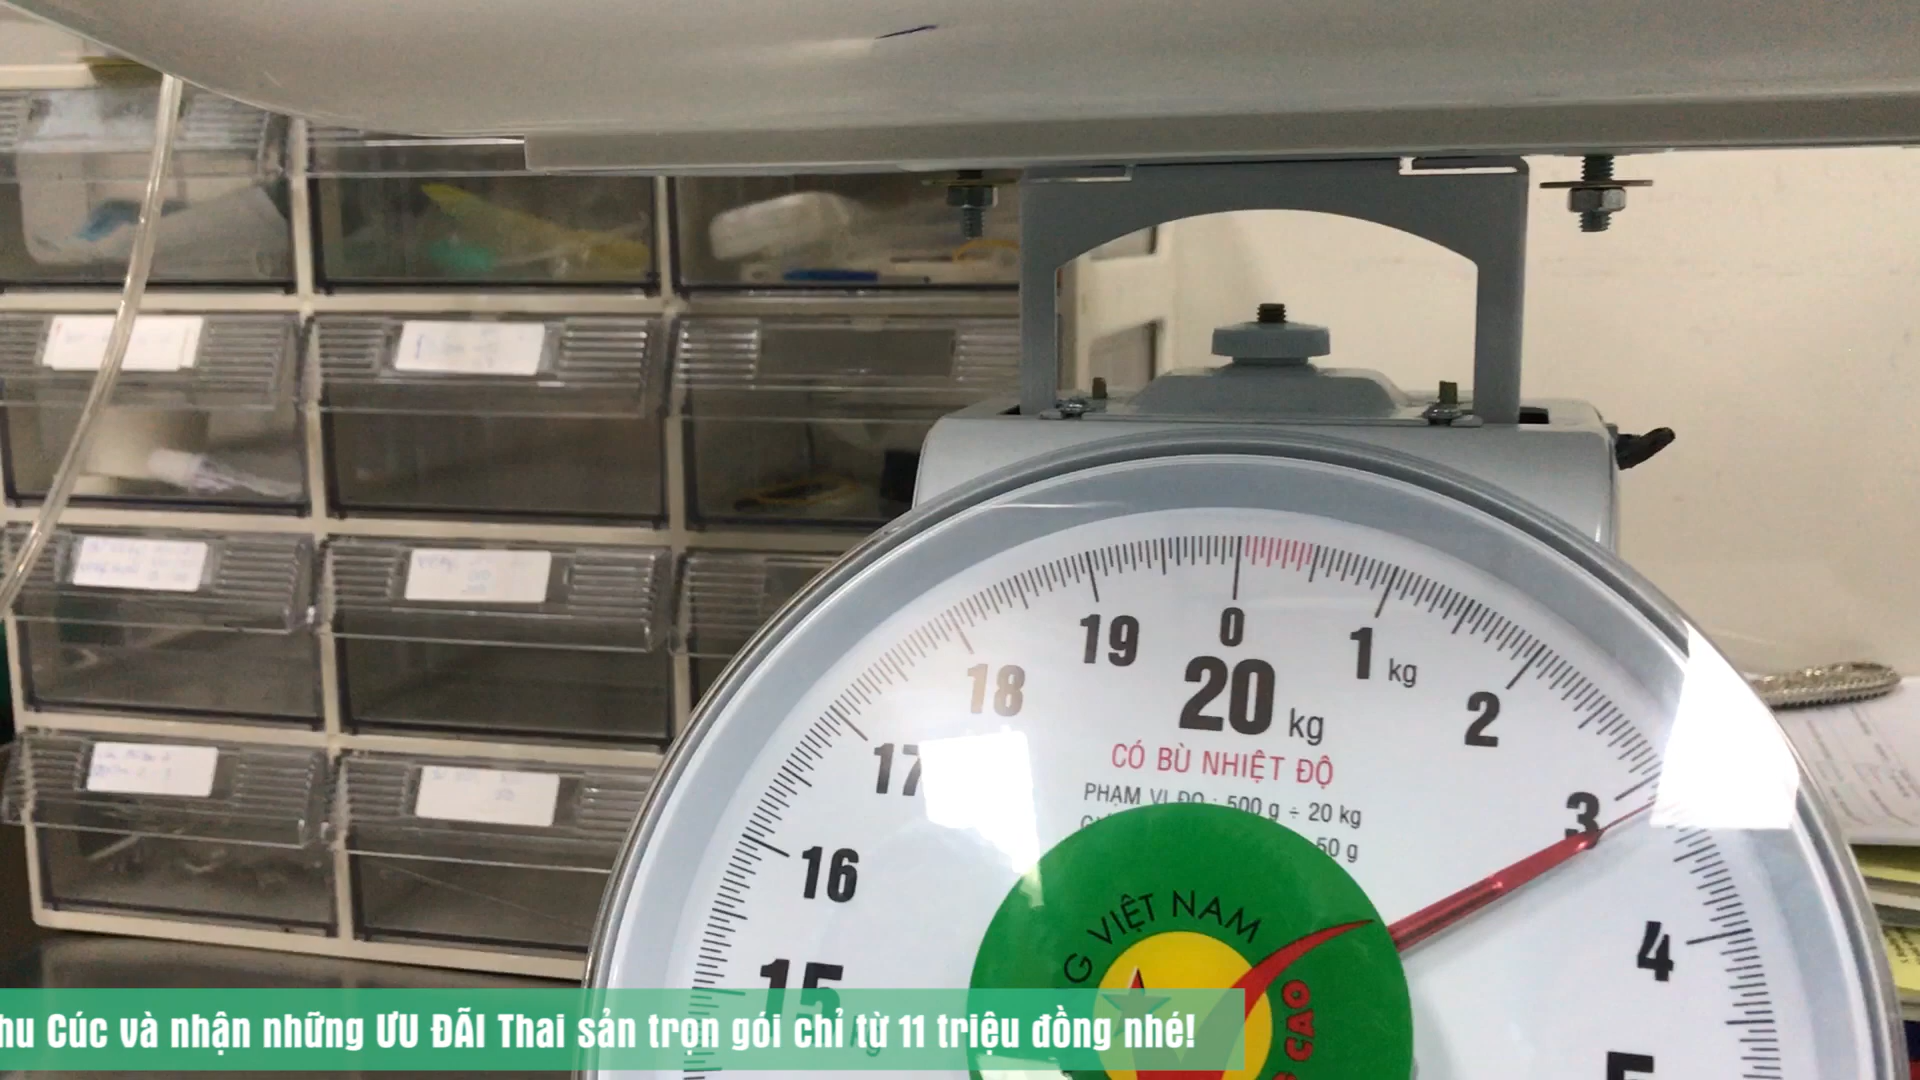 19
0
1 kg
18
20 kg
2
17
CÓ BÙ NHIỆT ĐỘ
3
PHẠM VI ĐO : 500 g ÷ 20 kg
50 g
16
G VIỆT NAM
4
15
CAO
hu Cúc và nhận những ƯU ĐÃI Thai sản trọn gói chỉ từ 11 triệu đồng nhé!
5